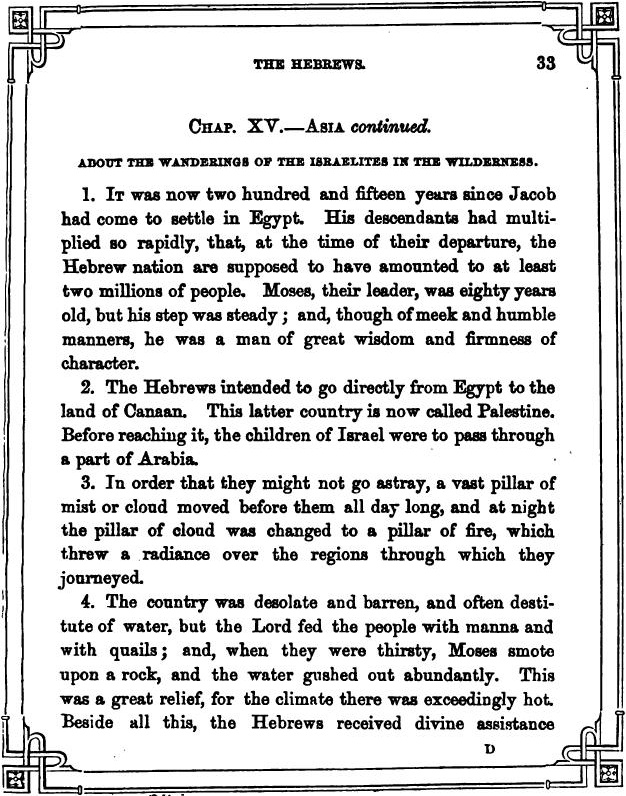 THE HEBREWS. 33
CHAP. XV.—ASIA continued.
ABOUT THE WANDERINGS OF THE ISRAELITES IN THE WILDERNESS.
1. IT was now two hundred and fifteen years since Jacob
had come to settle in Egypt. His descendants had multi-
plied so rapidly, that, at the time of their departure, the
Hebrew nation are supposed to have amounted to at least
two millions of people. Moses, their leader, was eighty years
old, but his step was steady; and, though of meek and humble
manners, he was a man of great wisdom and firmness of
character.
2. The Hebrews intended to go directly from Egypt to the
land of Canaan. This latter country is now called Palestine.
Before reaching it, the children of Israel were to pass through
a part of Arabia.
3. In order that they might not go astray, a vast pillar of
mist or cloud moved before them all day long, and at night
the pillar of cloud was changed to a pillar of fire, which
threw a radiance over the regions through which they
journeyed.
4. The country was desolate and barren, and often desti-
tute of water, but the Lord fed the people with manna and
with quails; and, when they were thirsty, Moses smote
upon a rock, and the water gushed out abundantly. This
was a great relief, for the climate there was exceedingly hot.
Beside all this, the Hebrews received divine assistance
D